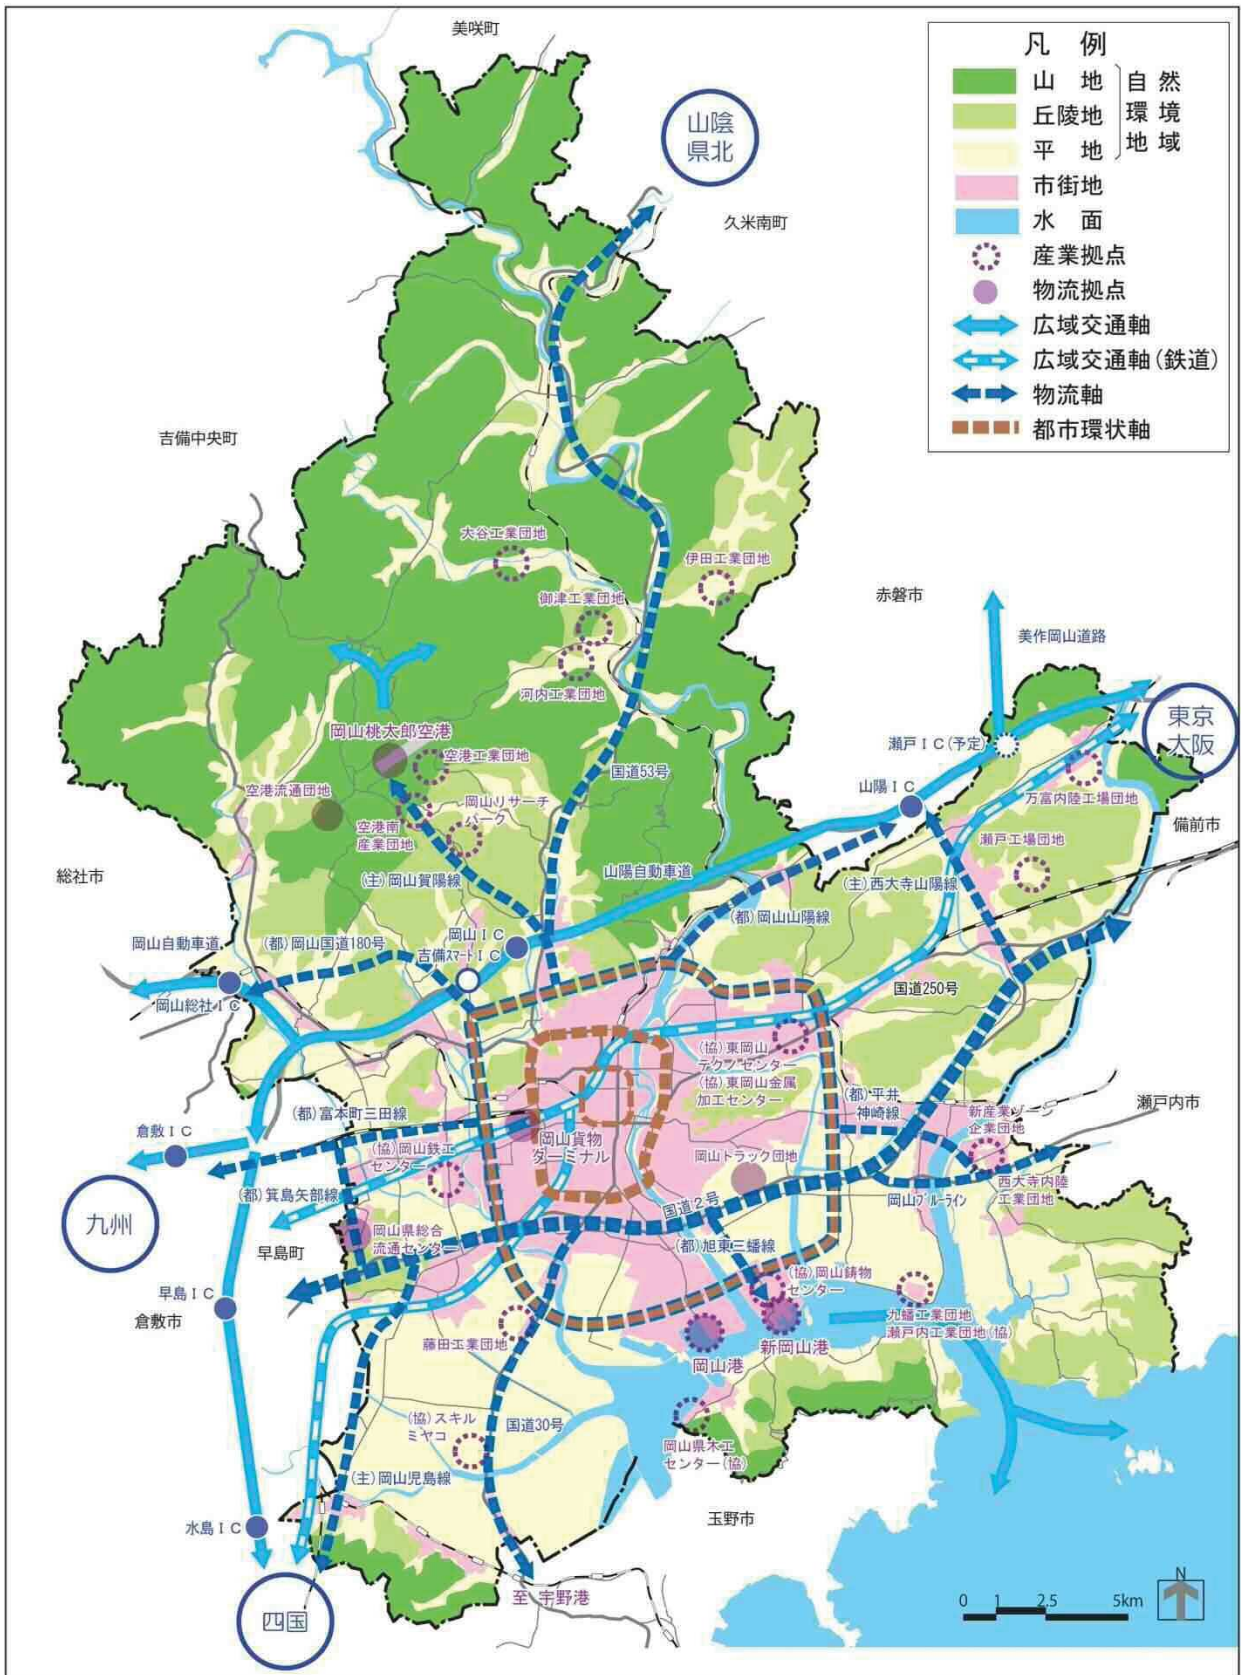 美咲町
凡 例
山 地
丘陵地
平 地
自 然
環 境
地 域
市街地
水 面
産業拠点
物流拠点
広域交通軸
広域交通軸(鉄道)
物流軸
都市環状軸
山陰
県北
久米南町
吉備中央町
大谷工業団地
伊田工業団地
御津工業団地
河内工業団地
赤磐市
美作岡山道路
東京
大阪
瀬戸IC(予定)
岡山桃太郎空港
空港工業団地
国道53号
空港流通団地
岡山リサーチ
パーク
空港南
産業団地
山陽IC
万富内陸工場団地
備前市
瀬戸工場団地
総社市
(主)岡山賀陽線
山陽自動車道
(主)西大寺山陽線
(都)岡山山陽線
岡山自動車道
(都)岡山国道180号
岡山IC
吉備スマートIC
岡山総社IC
国道250号
(協)東岡山
テクノセンター
(協)東岡山金属
加工センター
(都)平井
神崎線
瀬戸内市
(都)富本町三田線
新産業ゾーン
企業団地
倉敷IC
(協)岡山鉄工
センター
岡山貨物
ターミナル
岡山トラック団地
西大寺内陸
工業団地
(都)箕島矢部線
九州
岡山ブルーライン
国道2号
岡山県総合
流通センター
早島町
(都)旭東三蟠線
(協)岡山鋳物
センター
早島IC
倉敷市
藤田工業団地
九蟠工業団地
瀬戸内工業団地(協)
新岡山港
岡山港
(協)スキル
ミヤコ
国道30号
岡山県木工
センター(協)
(主)岡山児島線
玉野市
水島IC
四国
至 宇野港
N
0 1 2.5 5km